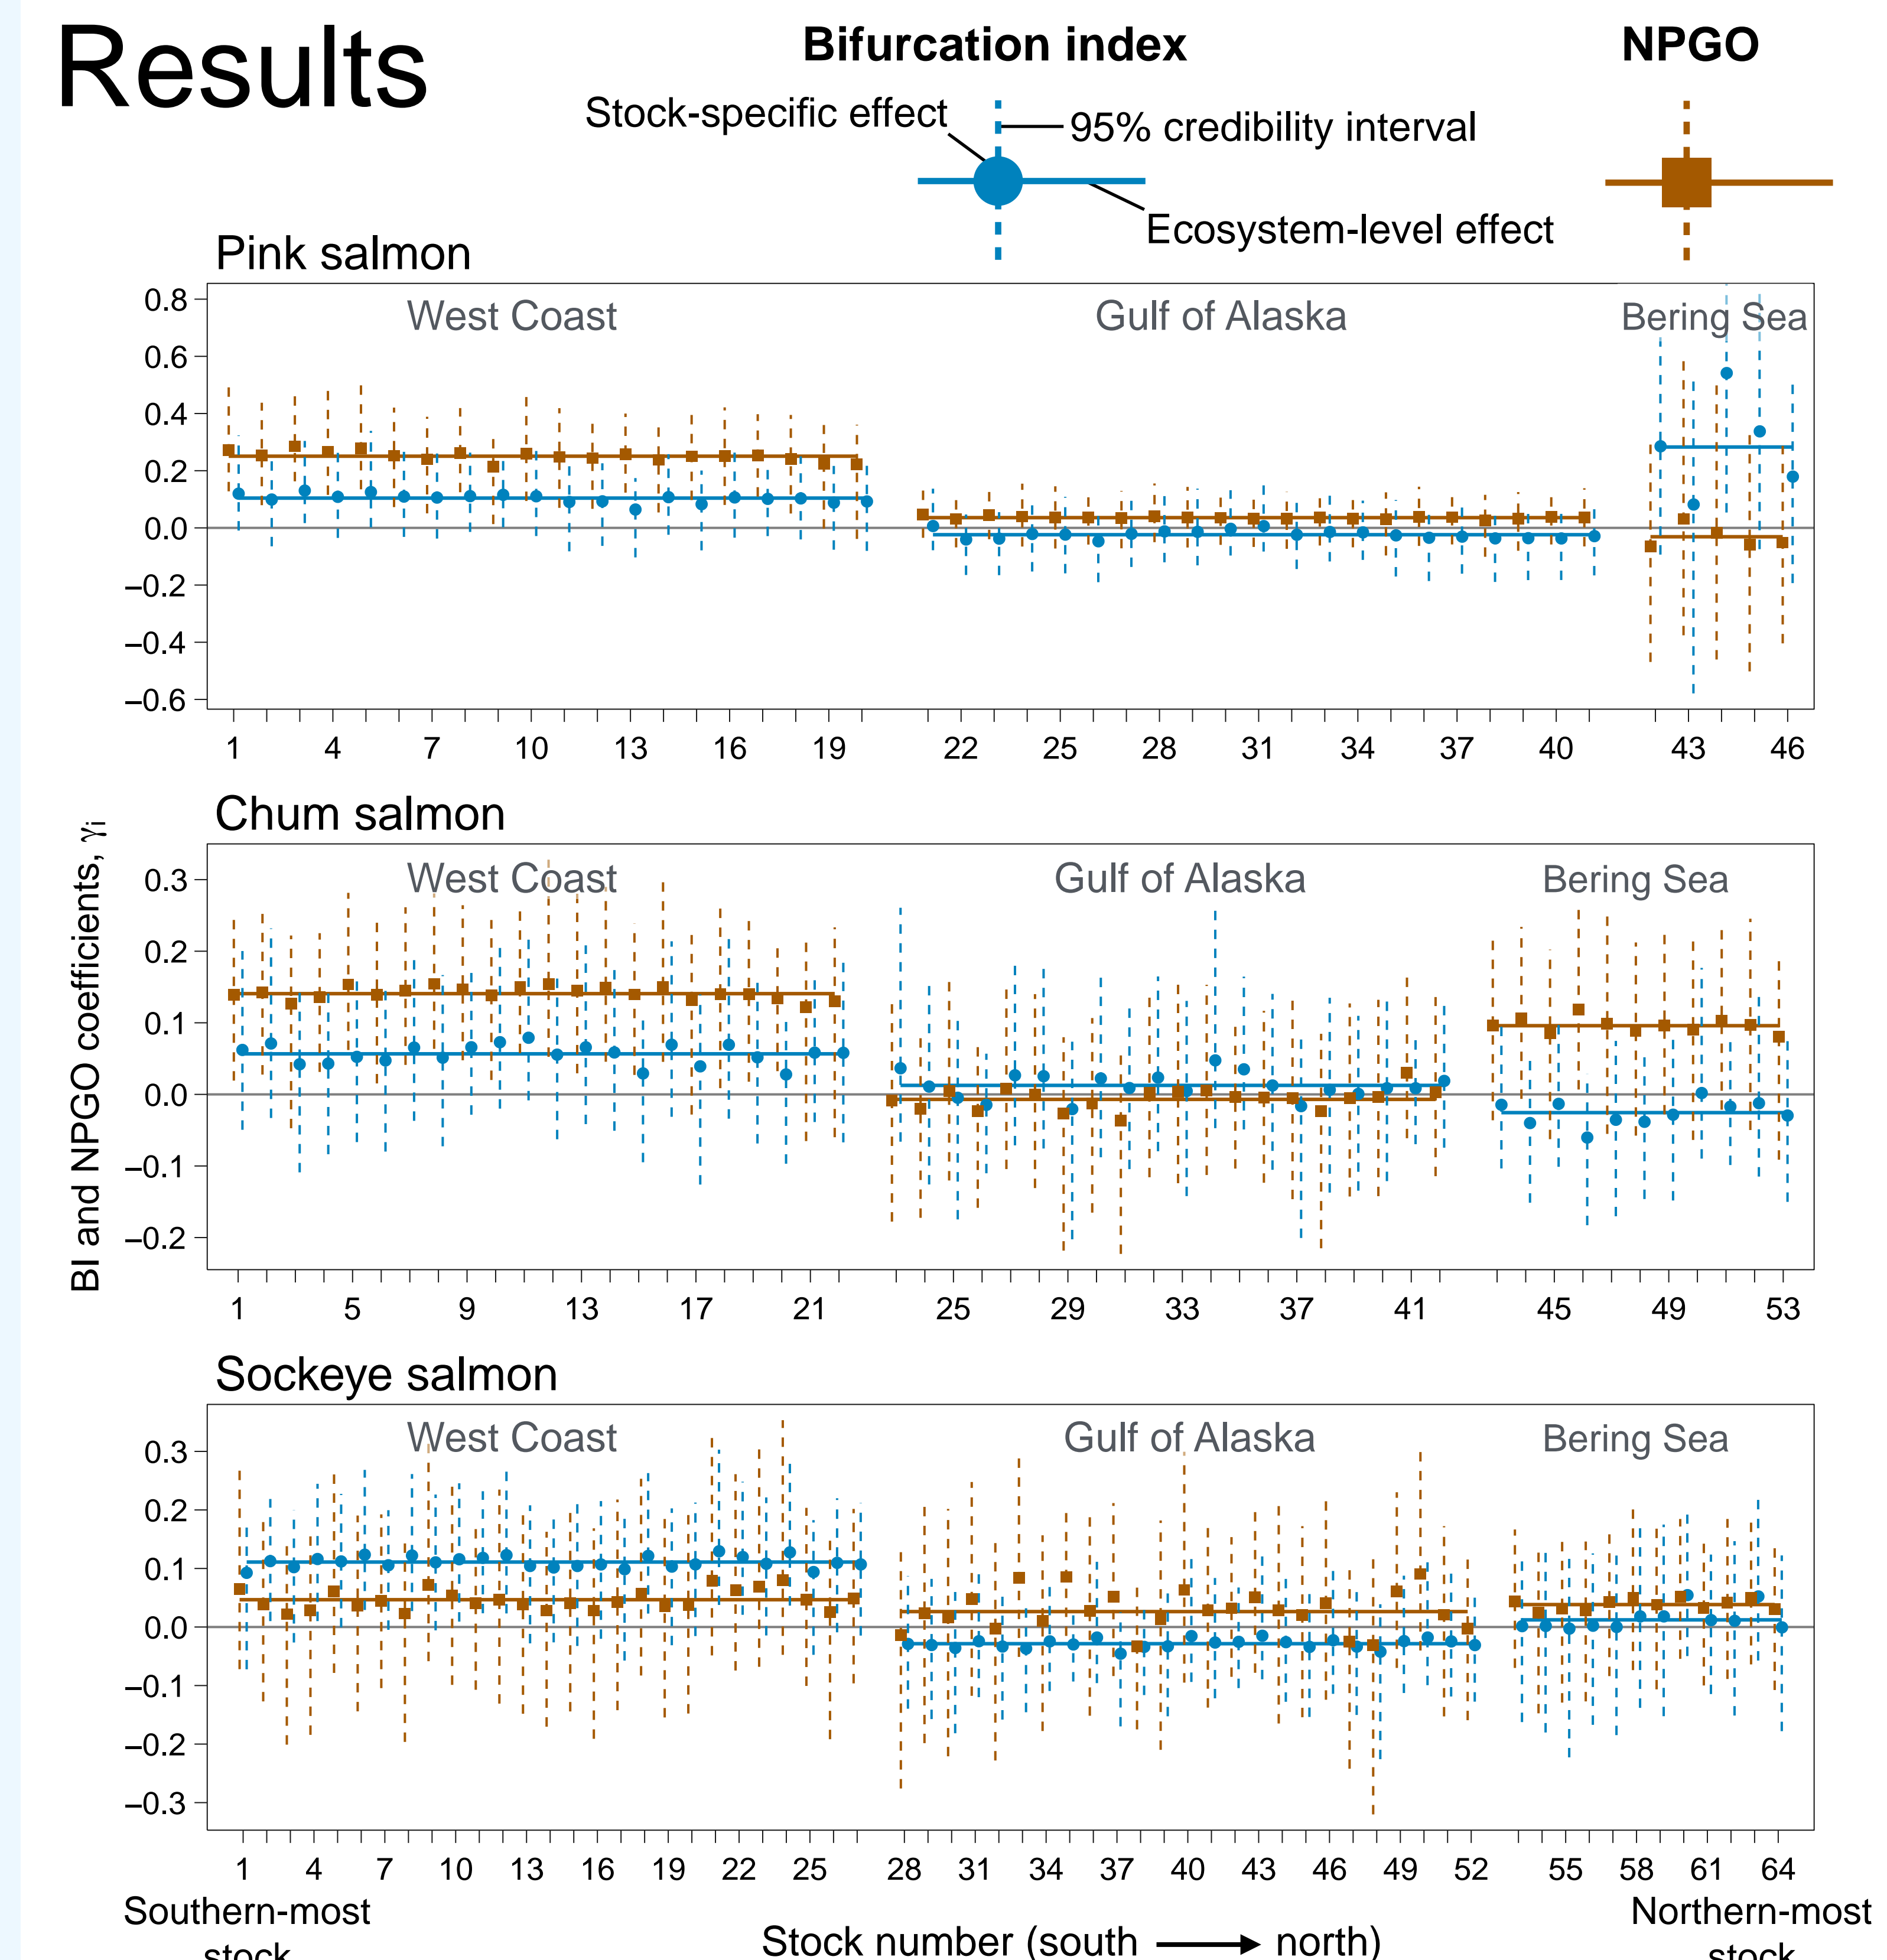 Results
Bifurcation index
NPGO
Stock-specific effect
95% credibility interval
Ecosystem-level effect
Pink salmon
West Coast
Gulf of Alaska
Bering Sea
0.8
0.6
0.4
0.2
0.0
−0.2
−0.4
−0.6
1 4 7 10 13 16 19 22 25 28 31 34 37 40 43 46
BI and NPGO coefficients, γi
Chum salmon
West Coast
Gulf of Alaska
Bering Sea
0.3
0.2
0.1
0.0
−0.1
−0.2
1 5 9 13 17 21 25 29 33 37 41 45 49 53
Sockeye salmon
West Coast
Gulf of Alaska
Bering Sea
0.3
0.2
0.1
0.0
−0.1
−0.2
−0.3
1 4 7 10 13 16 19 22 25 28 31 34 37 40 43 46 49 52 55 58 61 64
Southern-most
stock
Stock number (south → north)
Northern-most
stock